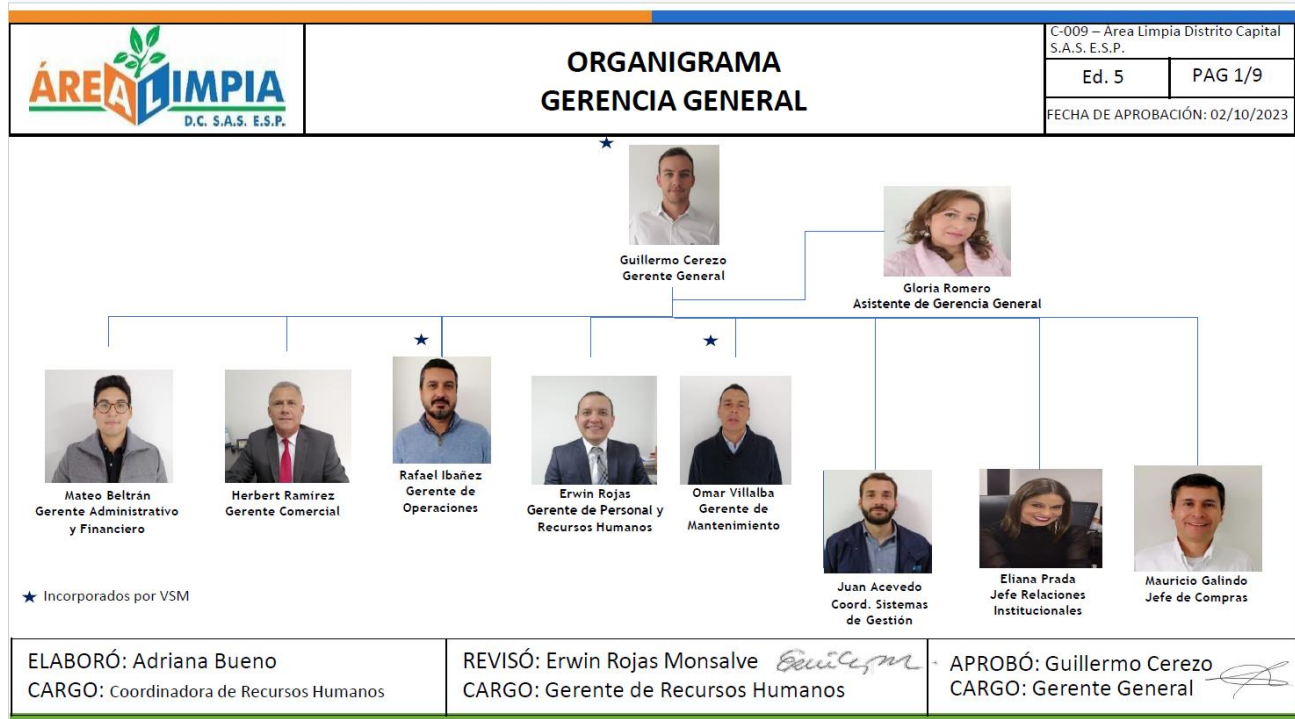 ÁREA LIMPIA
D.C. S.A.S. E.S.P.
ORGANIGRAMA
GERENCIA GENERAL
C-009 – Área Limpia Distrito Capital
S.A.S. E.S.P.
Ed. 5
PAG 1/9
FECHA DE APROBACIÓN: 02/10/2023
Guillermo Cerezo
Gerente General
Gloria Romero
Asistente de Gerencia General
Mateo Beltrán
Gerente Administrativo
y Financiero
Herbert Ramírez
Gerente Comercial
Rafael Ibañez
Gerente de
Operaciones
Erwin Rojas
Gerente de Personal y
Recursos Humanos
Omar Villalba
Gerente de
Mantenimiento
Juan Acevedo
Coord. Sistemas
de Gestión
Eliana Prada
Jefe Relaciones
Institucionales
Mauricio Galindo
Jefe de Compras
★ Incorporados por VSM
ELABORÓ: Adriana Bueno
CARGO: Coordinadora de Recursos Humanos
REVISÓ: Erwin Rojas Monsalve
CARGO: Gerente de Recursos Humanos
APROBÓ: Guillermo Cerezo
CARGO: Gerente General